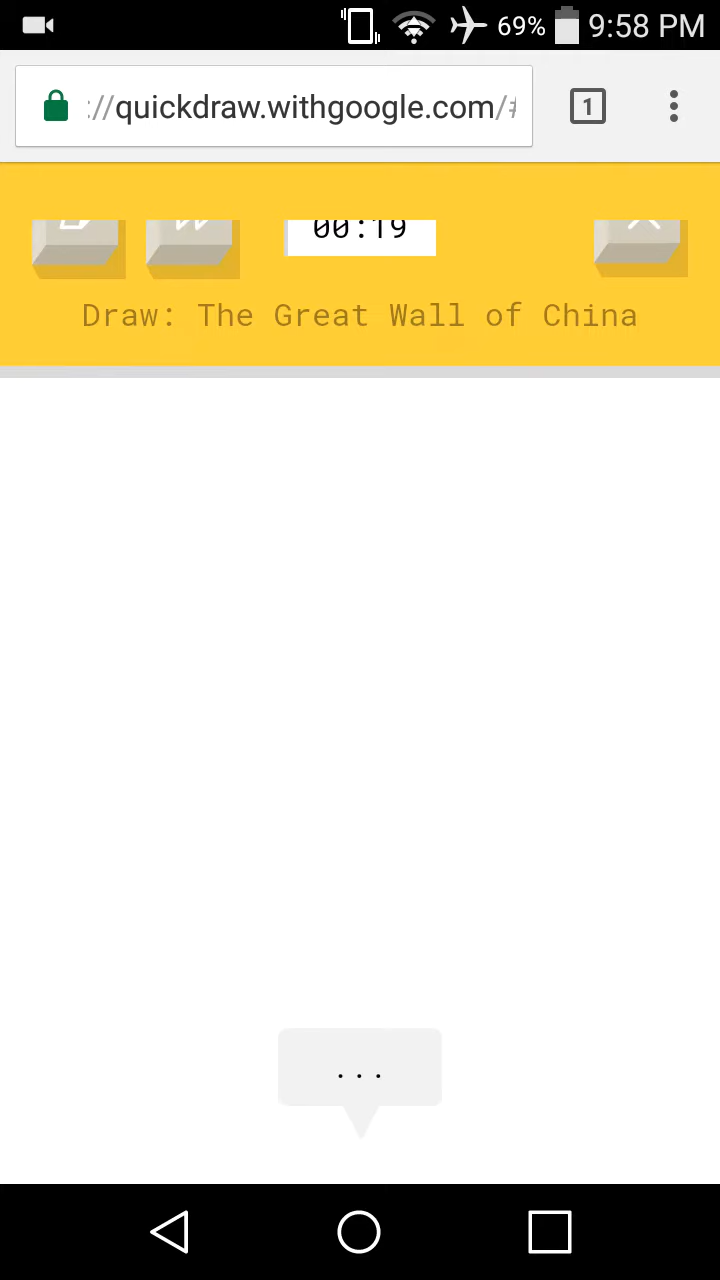 69% 9:58 PM
://quickdraw.withgoogle.com/#
1
00:19
Draw: The Great Wall of China
...